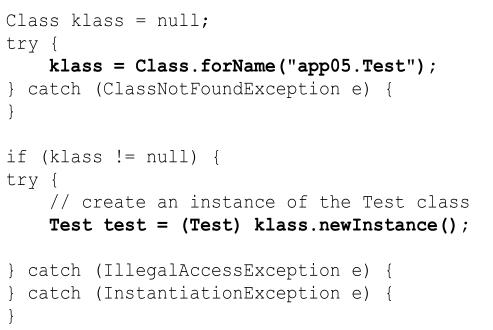 Class klass = null;
try {
    klass = Class.forName("app05.Test");
} catch (ClassNotFoundException e) {
}

if (klass != null) {
try {
    // create an instance of the Test class
    Test test = (Test) klass.newInstance();

} catch (IllegalAccessException e) {
} catch (InstantiationException e) {
}